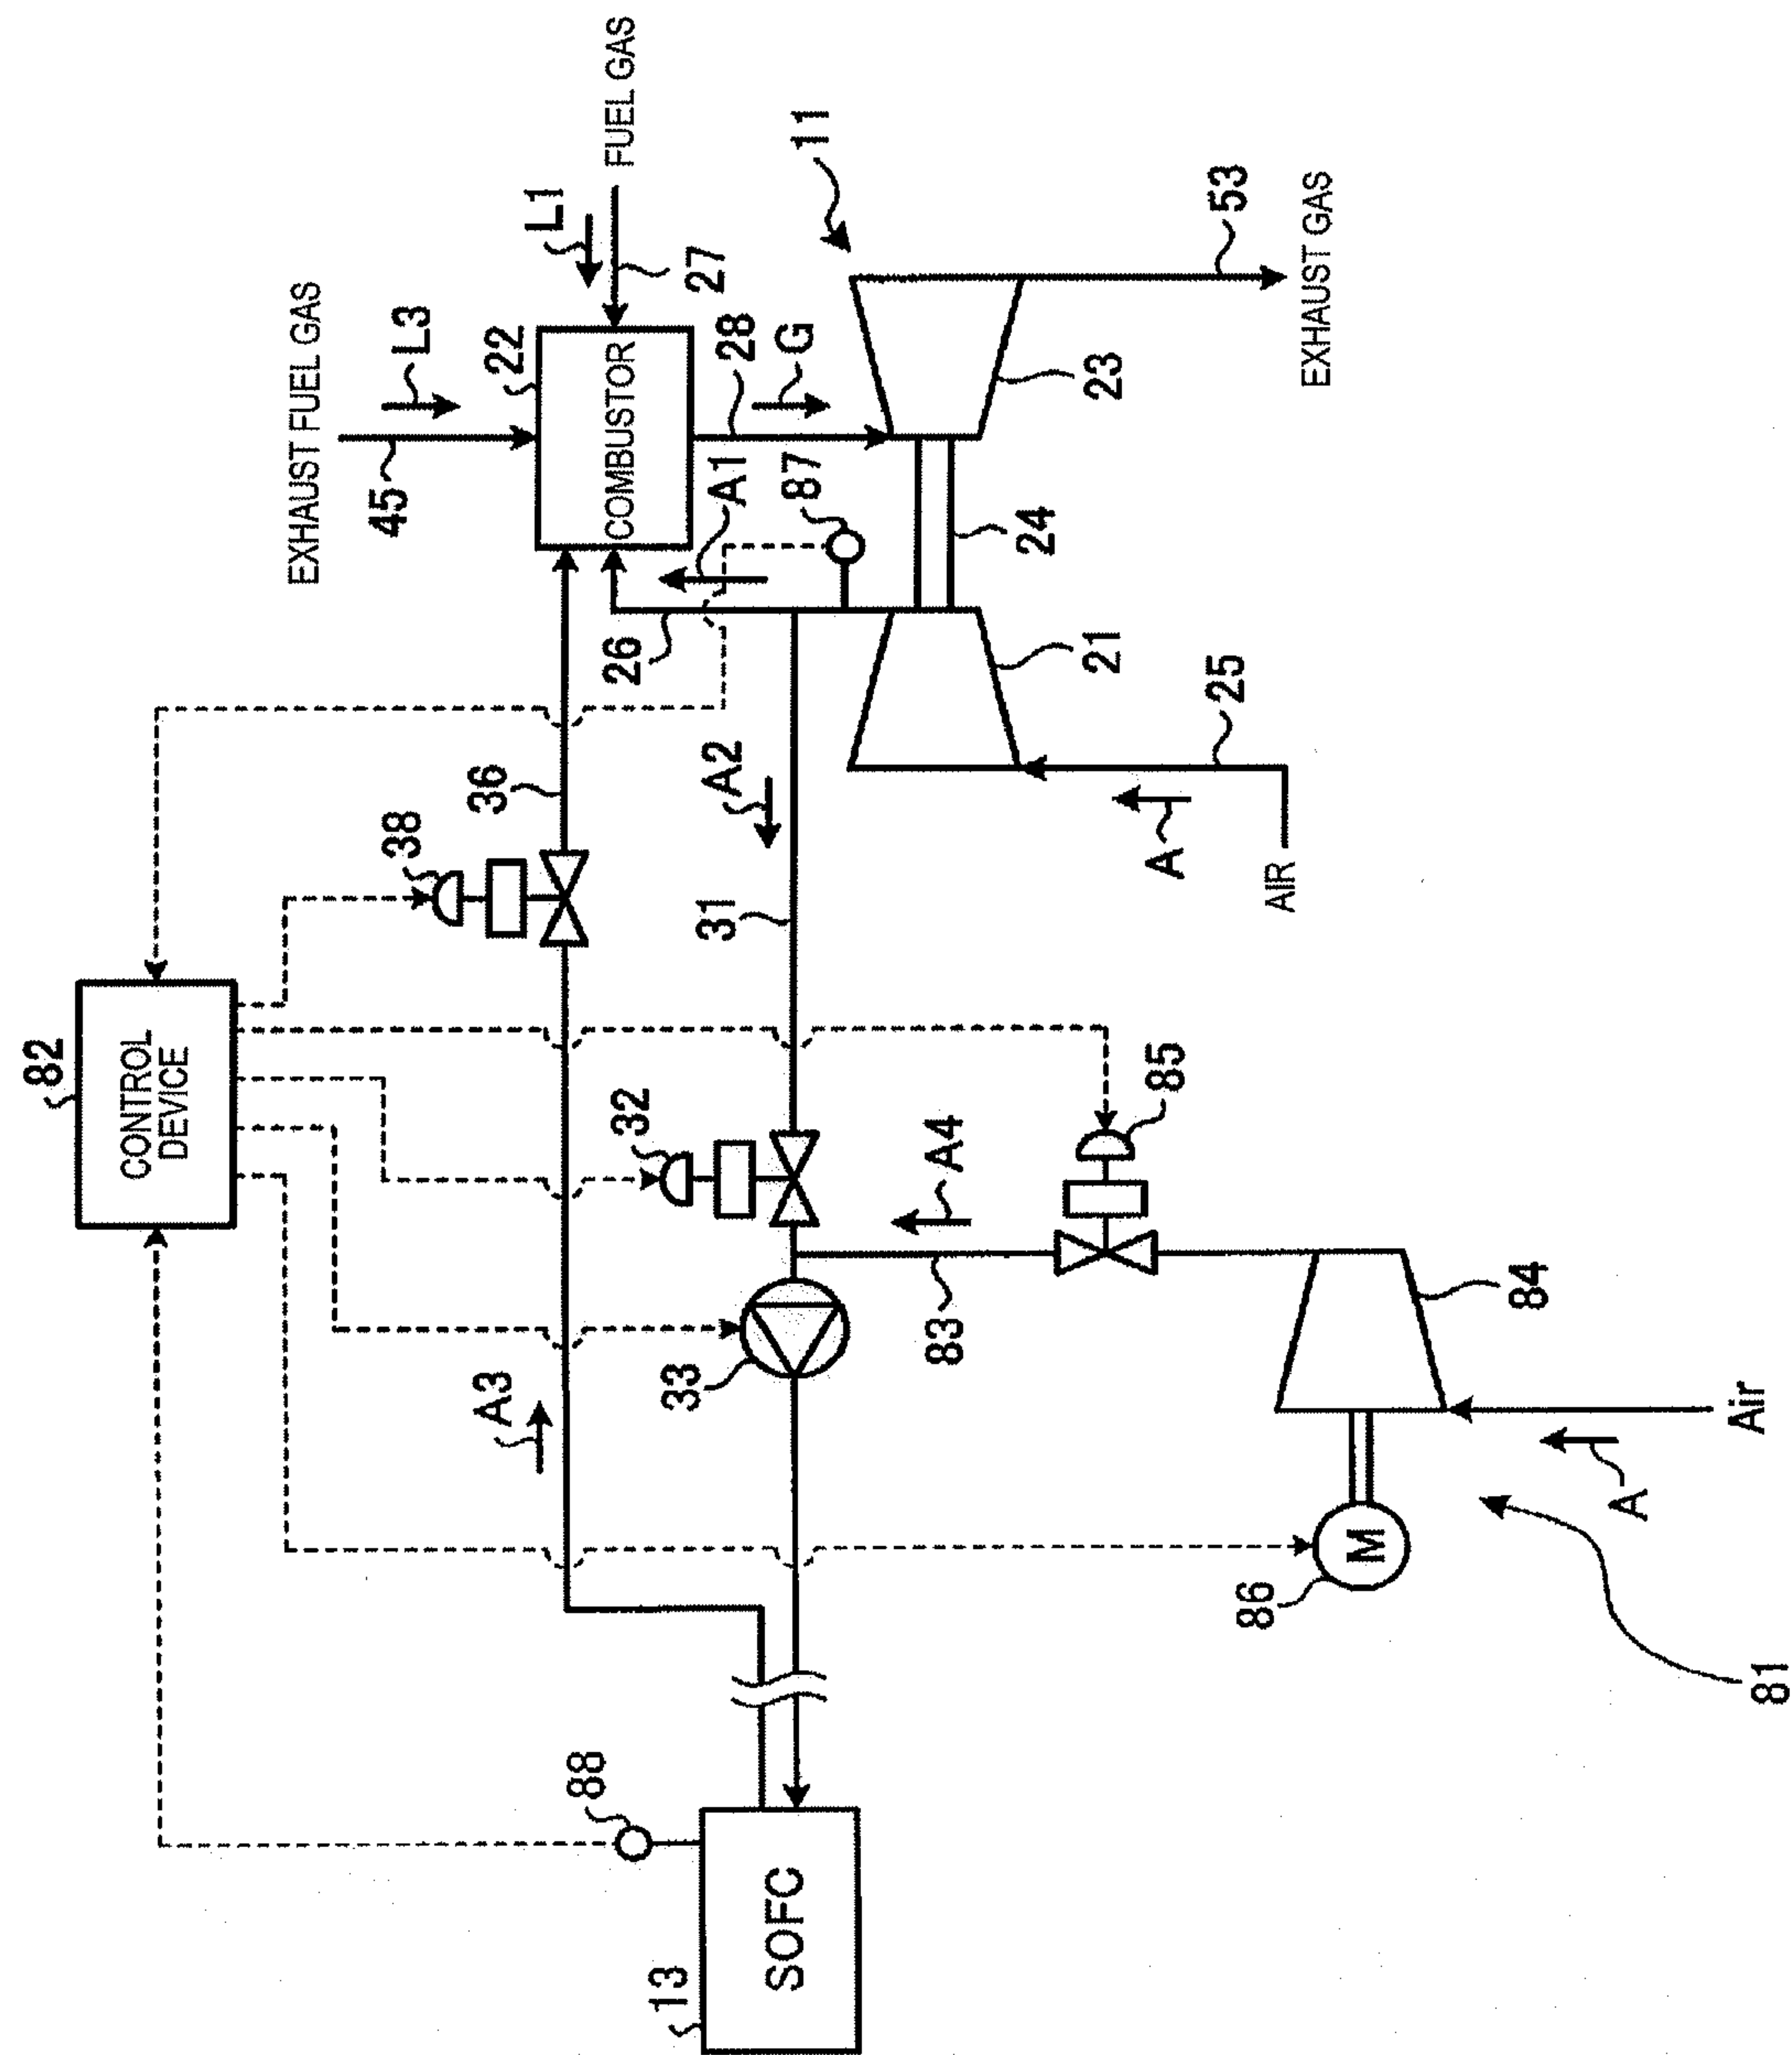 82
CONTROL
DEVICE
EXHAUST FUEL GAS
45
L3
22
COMBUSTOR
L1
27
FUEL GAS
28
G
11
53
EXHAUST GAS
23
24
87
A1
26
21
25
A
AIR
36
38
A2
31
32
85
A4
83
33
A3
84
Air
A
M
86
81
88
13
SOFC